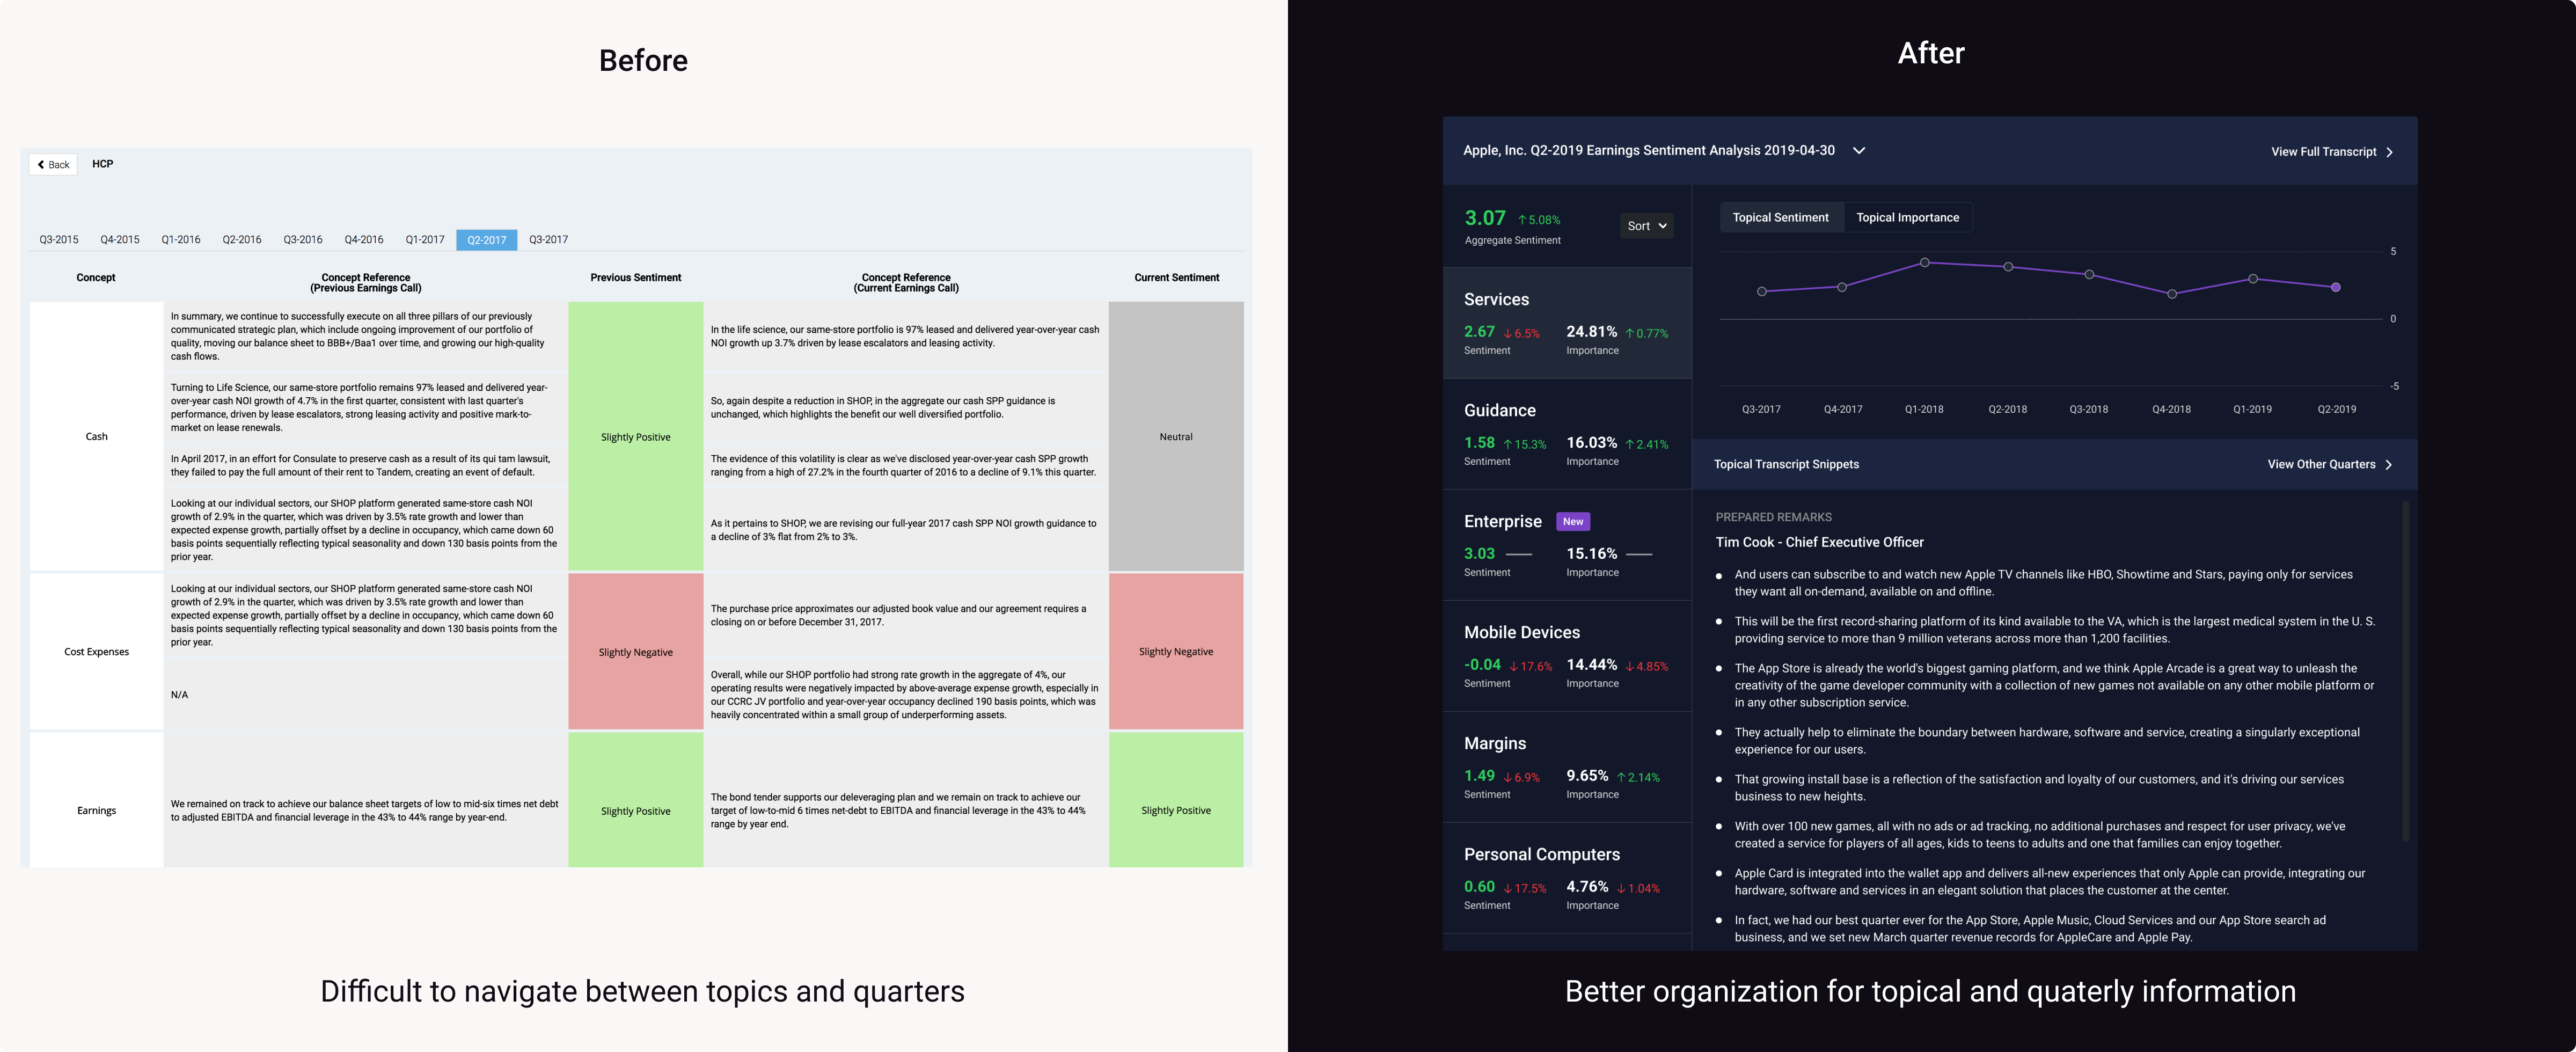 Before
Back
HCP
Q3-2015 Q4-2015 Q1-2016 Q2-2016 Q3-2016 Q4-2016 Q1-2017 Q2-2017 Q3-2017
Concept
Concept Reference
(Previous Earnings Call)
Previous Sentiment
Concept Reference
(Current Earnings Call)
Current Sentiment
Cash
In summary, we continue to successfully execute on all three pillars of our previously
communicated strategic plan, which include ongoing improvement of our portfolio of
quality, moving our balance sheet to BBB+/Baa1 over time, and growing our high-quality
cash flows.
Turning to Life Science, our same-store portfolio remains 97% leased and delivered year-
over-year cash NOI growth of 4.7% in the first quarter, consistent with last quarter's
performance, driven by lease escalators, strong leasing activity and positive mark-to-
market on lease renewals.
In April 2017, in an effort for Consulate to preserve cash as a result of its qui tam lawsuit,
they failed to pay the full amount of their rent to Tandem, creating an event of default.
Looking at our individual sectors, our SHOP platform generated same-store cash NOI
growth of 2.9% in the quarter, which was driven by 3.5% rate growth and lower than
expected expense growth, partially offset by a decline in occupancy, which came down 60
basis points sequentially reflecting typical seasonality and down 130 basis points from the
prior year.
Slightly Positive
In the life science, our same-store portfolio is 97% leased and delivered year-over-year cash
NOI growth up 3.7% driven by lease escalators and leasing activity.
So, again despite a reduction in SHOP, in the aggregate our cash SPP guidance is
unchanged, which highlights the benefit our well diversified portfolio.
The evidence of this volatility is clear as we've disclosed year-over-year cash SPP growth
ranging from a high of 27.2% in the fourth quarter of 2016 to a decline of 9.1% this quarter.
As it pertains to SHOP, we are revising our full-year 2017 cash SPP NOI growth guidance to
a decline of 3% flat from 2% to 3%.
Neutral
Cost Expenses
Looking at our individual sectors, our SHOP platform generated same-store cash NOI
growth of 2.9% in the quarter, which was driven by 3.5% rate growth and lower than
expected expense growth, partially offset by a decline in occupancy, which came down 60
basis points sequentially reflecting typical seasonality and down 130 basis points from the
prior year.
N/A
Slightly Negative
The purchase price approximates our adjusted book value and our agreement requires a
closing on or before December 31, 2017.
Overall, while our SHOP portfolio had strong rate growth in the aggregate of 4%, our
operating results were negatively impacted by above-average expense growth, especially in
our CCRC JV portfolio and year-over-year occupancy declined 190 basis points, which was
heavily concentrated within a small group of underperforming assets.
Slightly Negative
Earnings
We remained on track to achieve our balance sheet targets of low to mid-six times net debt
to adjusted EBITDA and financial leverage in the 43% to 44% range by year-end.
Slightly Positive
The bond tender supports our deleveraging plan and we remain on track to achieve our
target of low-to-mid 6 times net-debt to EBITDA and financial leverage in the 43% to 44%
range by year end.
Slightly Positive
Difficult to navigate between topics and quarters
After
Apple, Inc. Q2-2019 Earnings Sentiment Analysis 2019-04-30
View Full Transcript
3.07 ↑5.08%
Aggregate Sentiment
Sort
Services
2.67 ↓6.5% 24.81% ↑0.77%
Sentiment Importance
Guidance
1.58 ↑15.3% 16.03% ↑2.41%
Sentiment Importance
Enterprise New
3.03 — 15.16% —
Sentiment Importance
Mobile Devices
-0.04 ↓17.6% 14.44% ↓4.85%
Sentiment Importance
Margins
1.49 ↓6.9% 9.65% ↑2.14%
Sentiment Importance
Personal Computers
0.60 ↓17.5% 4.76% ↓1.04%
Sentiment Importance
Topical Sentiment Topical Importance
5
0
-5
Q3-2017 Q4-2017 Q1-2018 Q2-2018 Q3-2018 Q4-2018 Q1-2019 Q2-2019
Topical Transcript Snippets
View Other Quarters
PREPARED REMARKS
Tim Cook - Chief Executive Officer
And users can subscribe to and watch new Apple TV channels like HBO, Showtime and Stars, paying only for services
they want all on-demand, available on and offline.
This will be the first record-sharing platform of its kind available to the VA, which is the largest medical system in the U. S.
providing service to more than 9 million veterans across more than 1,200 facilities.
The App Store is already the world's biggest gaming platform, and we think Apple Arcade is a great way to unleash the
creativity of the game developer community with a collection of new games not available on any other mobile platform or
in any other subscription service.
They actually help to eliminate the boundary between hardware, software and service, creating a singularly exceptional
experience for our users.
That growing install base is a reflection of the satisfaction and loyalty of our customers, and it's driving our services
business to new heights.
With over 100 new games, all with no ads or ad tracking, no additional purchases and respect for user privacy, we've
created a service for players of all ages, kids to teens to adults and one that families can enjoy together.
Apple Card is integrated into the wallet app and delivers all-new experiences that only Apple can provide, integrating our
hardware, software and services in an elegant solution that places the customer at the center.
In fact, we had our best quarter ever for the App Store, Apple Music, Cloud Services and our App Store search ad
business, and we set new March quarter revenue records for AppleCare and Apple Pay.
Better organization for topical and quaterly information